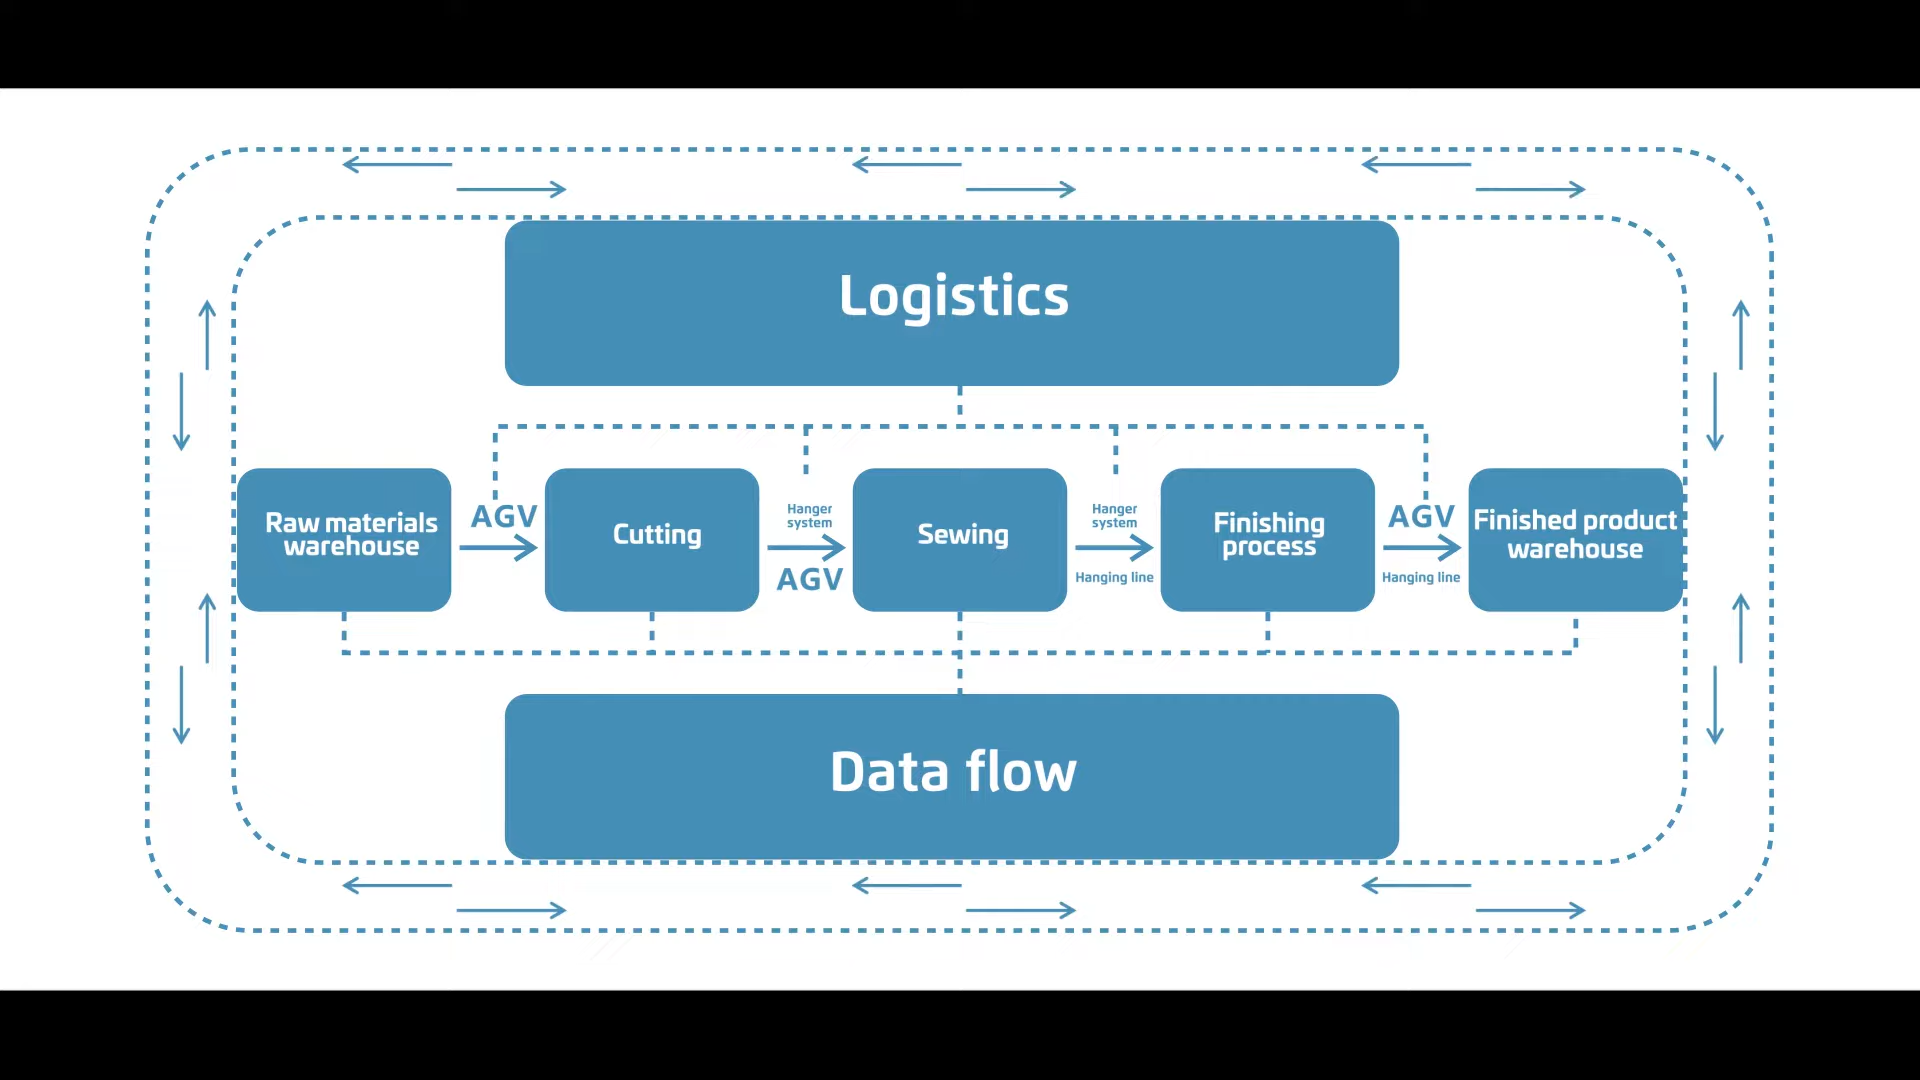 Logistics
Raw materials
warehouse
AGV
Cutting
Hanger
system
AGV
Sewing
Hanger
system
Hanging line
Finishing
process
AGV
Hanging line
Finished product
warehouse
Data flow